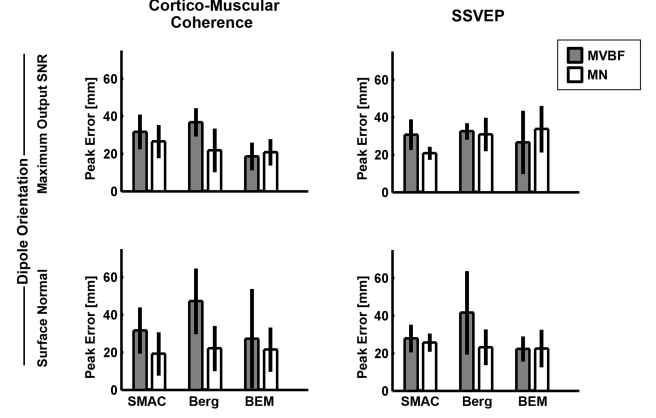 Cortico-Muscular
Coherence
SSVEP
MVBF
MN
Dipole Orientation
Maximum Output SNR
Peak Error [mm]
60
40
20
0
Peak Error [mm]
60
40
20
0
Surface Normal
Peak Error [mm]
60
40
20
0
SMAC Berg BEM
Peak Error [mm]
60
40
20
0
SMAC Berg BEM